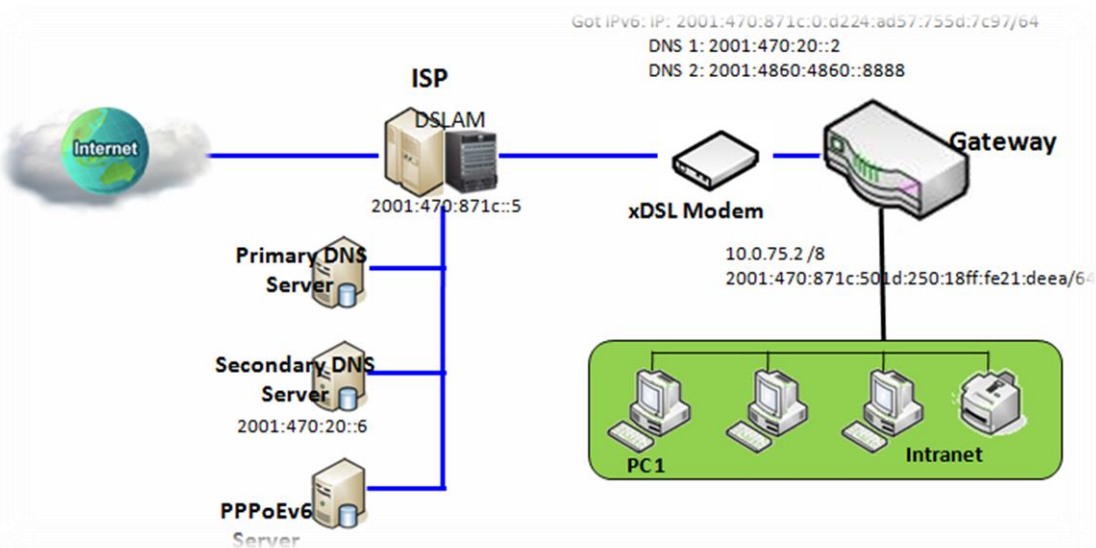 Got IPv6: IP: 2001:470:871c:0:d224:ad57:755d:7c97/64
DNS 1: 2001:470:20::2
DNS 2: 2001:4860:4860::8888
ISP
DSLAM
Internet
Gateway
2001:470:871c::5
xDSL Modem
Primary DNS
Server
10.0.75.2 /8
2001:470:871c:501d:250:18ff:fe21:deea/64
Secondary DNS
Server
2001:470:20::6
PC1
Intranet
PPPoEv6
Server